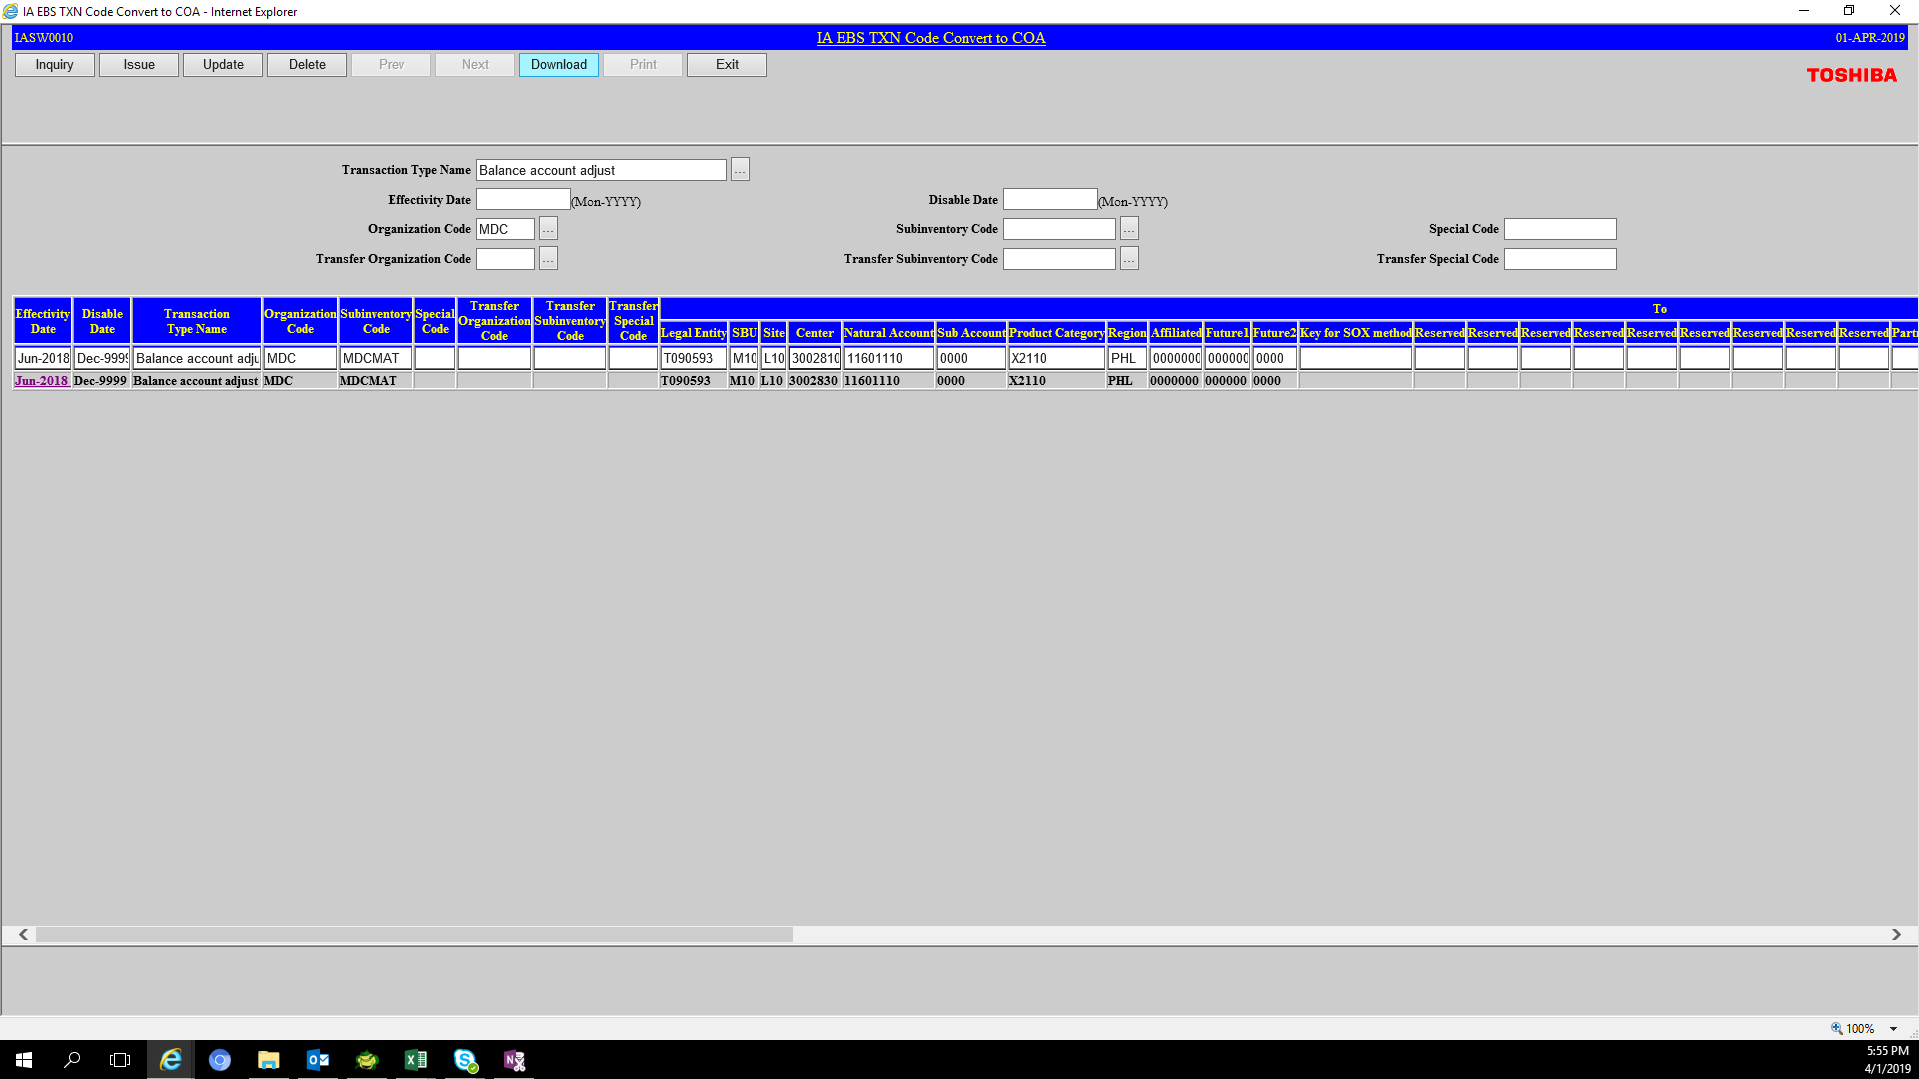 IA EBS TXN Code Convert to COA - Internet Explorer
IASW0010 IA EBS TXN Code Convert to COA 01-APR-2019
Inquiry Issue Update Delete Prev Next Download Print Exit
TOSHIBA
Transaction Type Name Balance account adjust ...
Effectivity Date (Mon-YYYY) Disable Date (Mon-YYYY)
Organization Code MDC ... Subinventory Code ... Special Code
Transfer Organization Code ... Transfer Subinventory Code ... Transfer Special Code
Effectivity Date Disable Date Transaction Type Name Organization Code Subinventory Code Special Code Transfer Organization Code Transfer Subinventory Code Transfer Special Code To
Legal Entity SBU Site Center Natural Account Sub Account Product Category Region Affiliated Future1 Future2 Key for SOX method Reserved Reserved Reserved Reserved Reserved Reserved Reserved Reserved Reserved Part
Jun-2018 Dec-9999 Balance account adju MDC MDCMAT T090593 M10 L10 3002810 11601110 0000 X2110 PHL 0000000 000000 0000
Jun-2018 Dec-9999 Balance account adjust MDC MDCMAT T090593 M10 L10 3002830 11601110 0000 X2110 PHL 0000000 000000 0000
100%
5:55 PM
4/1/2019